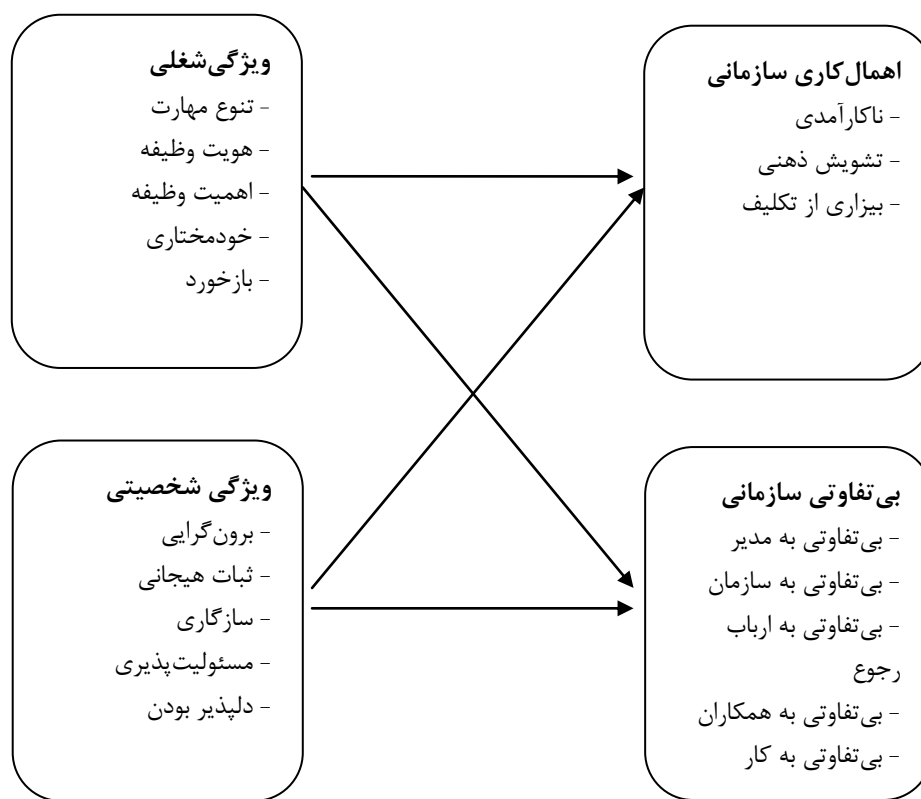 ویژگی‌شغلی
- تنوع مهارت
- هویت وظیفه
- اهمیت وظیفه
- خودمختاری
- بازخورد
اهمال‌کاری سازمانی
- ناکارآمدی
- تشویش ذهنی
- بیزاری از تکلیف
ویژگی شخصیتی
- برون‌گرایی
- ثبات هیجانی
- سازگاری
- مسئولیت‌پذیری
- دلپذیر بودن
بی‌تفاوتی سازمانی
- بی‌تفاوتی به مدیر
- بی‌تفاوتی به سازمان
- بی‌تفاوتی به ارباب
رجوع
- بی‌تفاوتی به همکاران
- بی‌تفاوتی به کار